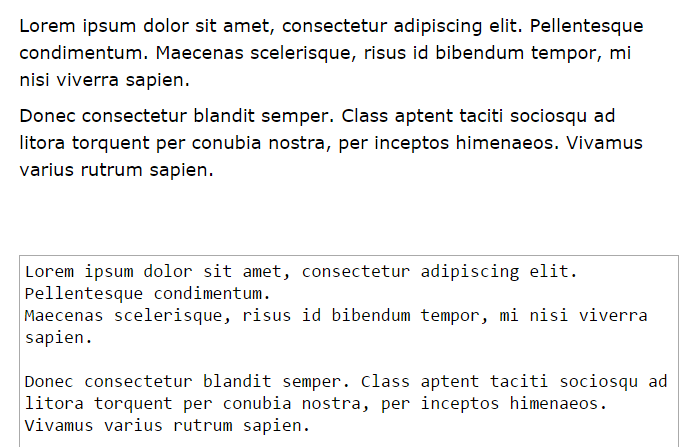 Lorem ipsum dolor sit amet, consectetur adipiscing elit. Pellentesque
condimentum. Maecenas scelerisque, risus id bibendum tempor, mi
nisi viverra sapien.
Donec consectetur blandit semper. Class aptent taciti sociosqu ad
litora torquent per conubia nostra, per inceptos himenaeos. Vivamus
varius rutrum sapien.
Lorem ipsum dolor sit amet, consectetur adipiscing elit.
Pellentesque condimentum.
Maecenas scelerisque, risus id bibendum tempor, mi nisi viverra
sapien.
Donec consectetur blandit semper. Class aptent taciti sociosqu ad
litora torquent per conubia nostra, per inceptos himenaeos.
Vivamus varius rutrum sapien.